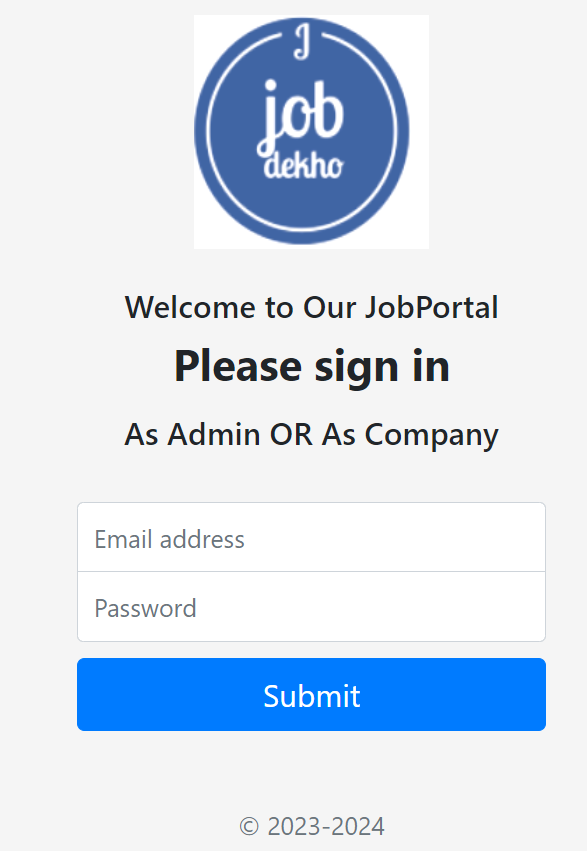 J
job
dekho
Welcome to Our JobPortal
Please sign in
As Admin OR As Company
Email address
Password
Submit
© 2023-2024